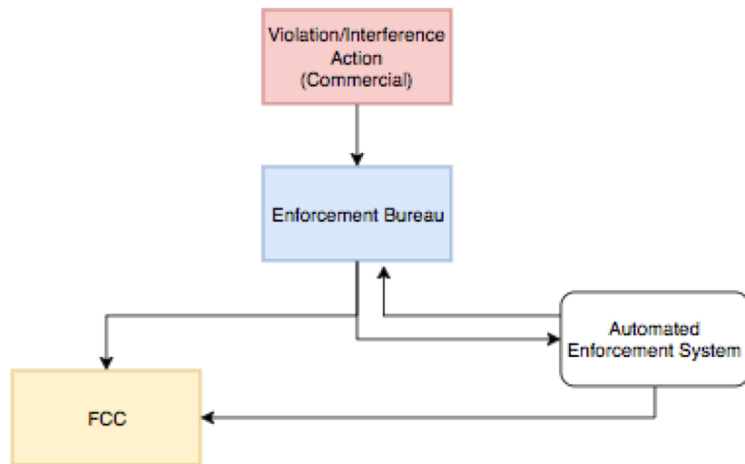 Violation/Interference
Action
(Commercial)
Enforcement Bureau
Automated
Enforcement System
FCC